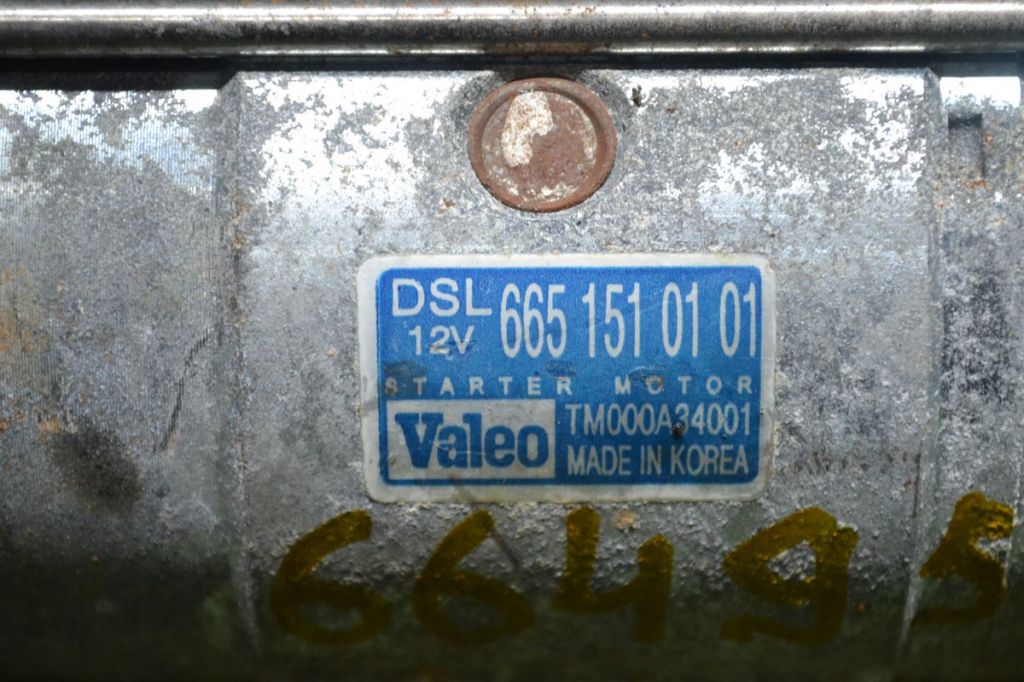 DSL 665 151 01 01
12V
STARTER MOTOR
Valeo TM000A34001
MADE IN KOREA
66495